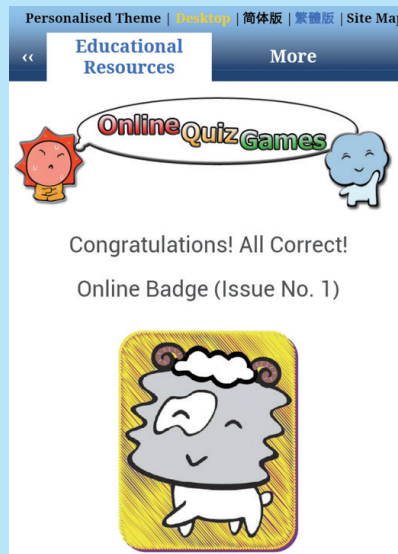 Personalised Theme | Desktop | 简体版 | 繁體版 | Site Map
‹‹ Educational Resources More
Online Quiz Games
Congratulations! All Correct!
Online Badge (Issue No. 1)